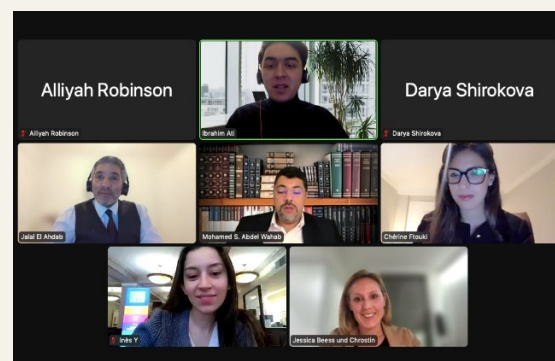 Alliyah Robinson
Alliyah Robinson
Ibrahim Ati
Darya Shirokova
Darya Shirokova
Jalal El Ahdab
Mohamed S. Abdel Wahab
Chérine Ftouki
Inès Y
Jessica Beess und Chrostin